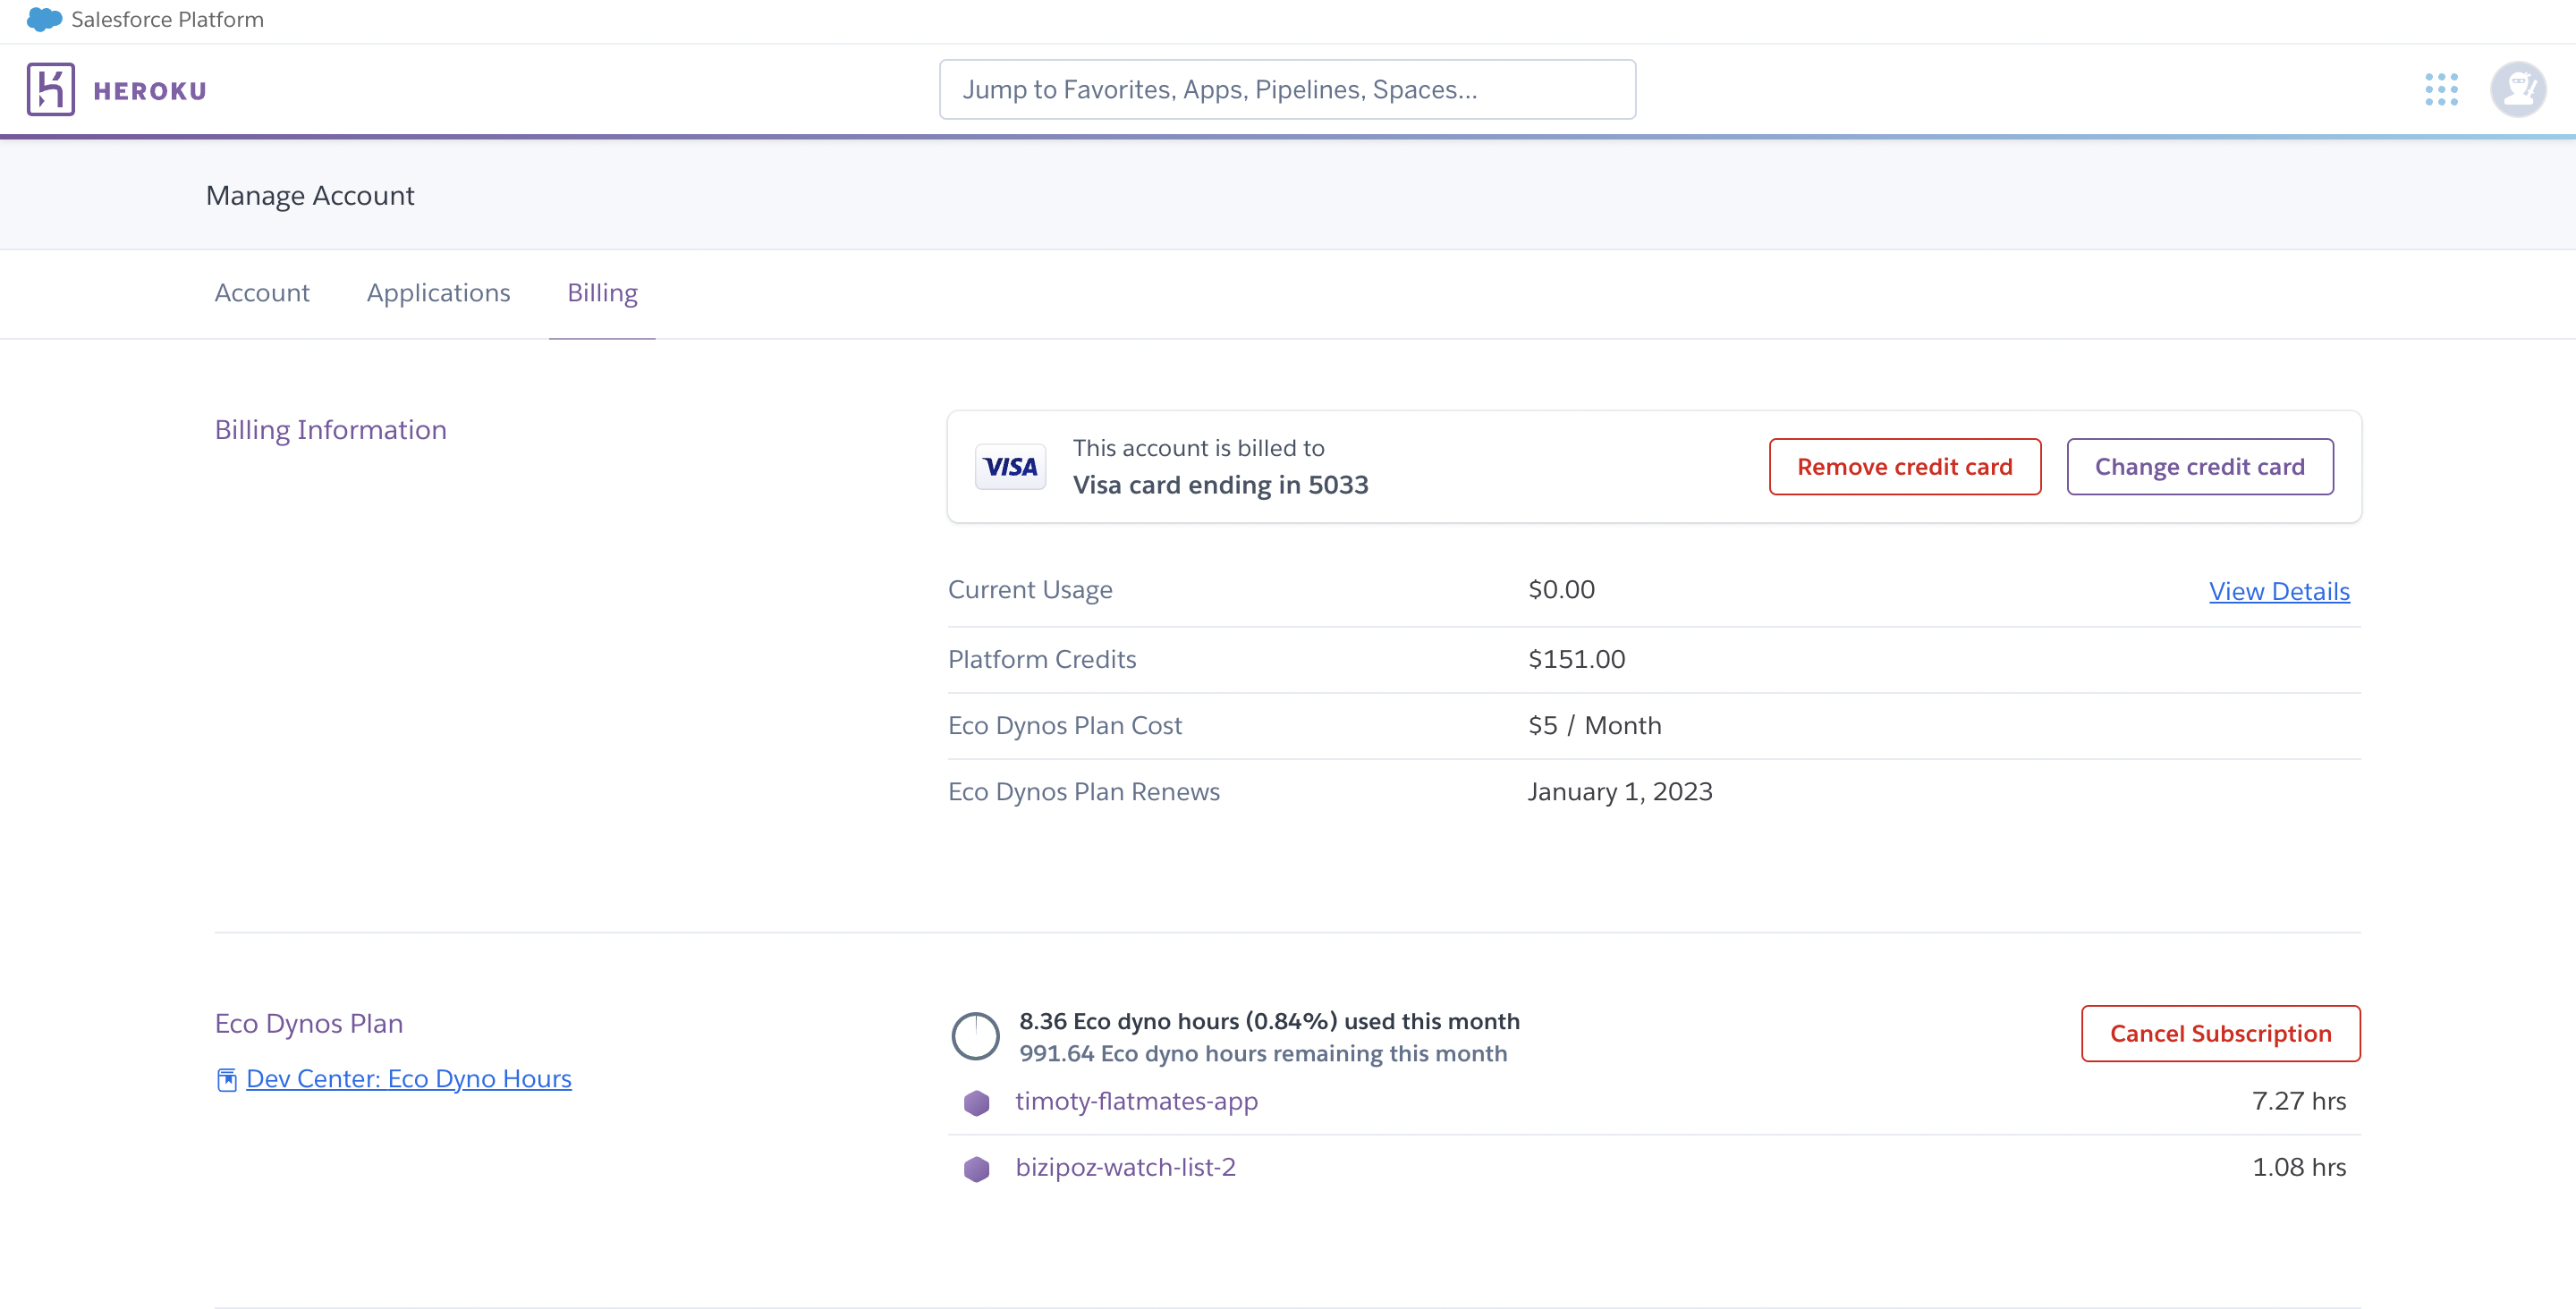 Salesforce Platform
HEROKU
Jump to Favorites, Apps, Pipelines, Spaces...
Manage Account
Account
Applications
Billing
Billing Information
VISA
This account is billed to
Visa card ending in 5033
Remove credit card
Change credit card
Current Usage
$0.00
View Details
Platform Credits
$151.00
Eco Dynos Plan Cost
$5 / Month
Eco Dynos Plan Renews
January 1, 2023
Eco Dynos Plan
Dev Center: Eco Dyno Hours
8.36 Eco dyno hours (0.84%) used this month
991.64 Eco dyno hours remaining this month
Cancel Subscription
timoty-flatmates-app
7.27 hrs
bizipoz-watch-list-2
1.08 hrs